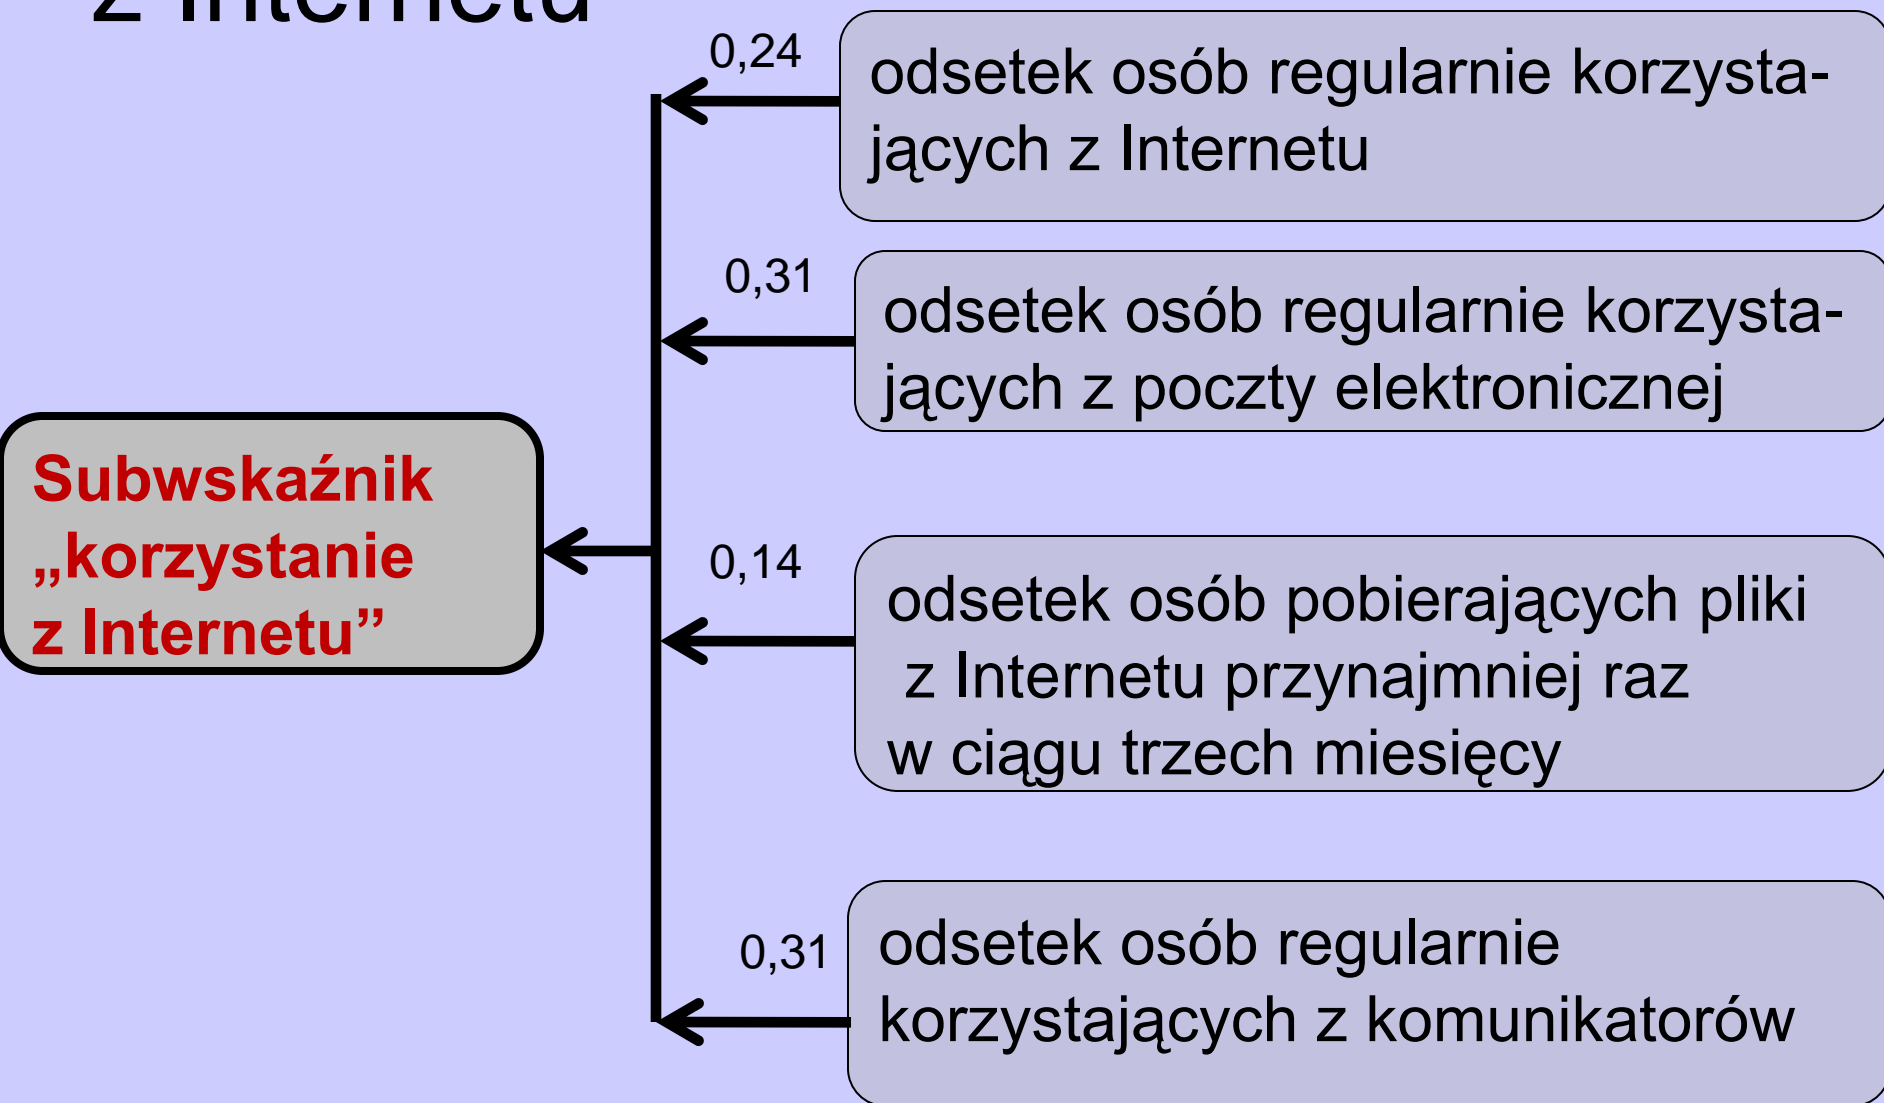 z Internetu
0,24
odsetek osób regularnie korzysta-
jących z Internetu
0,31
odsetek osób regularnie korzysta-
jących z poczty elektronicznej
Subwskaźnik
„korzystanie
z Internetu”
0,14
odsetek osób pobierających pliki
z Internetu przynajmniej raz
w ciągu trzech miesięcy
0,31
odsetek osób regularnie
korzystających z komunikatorów